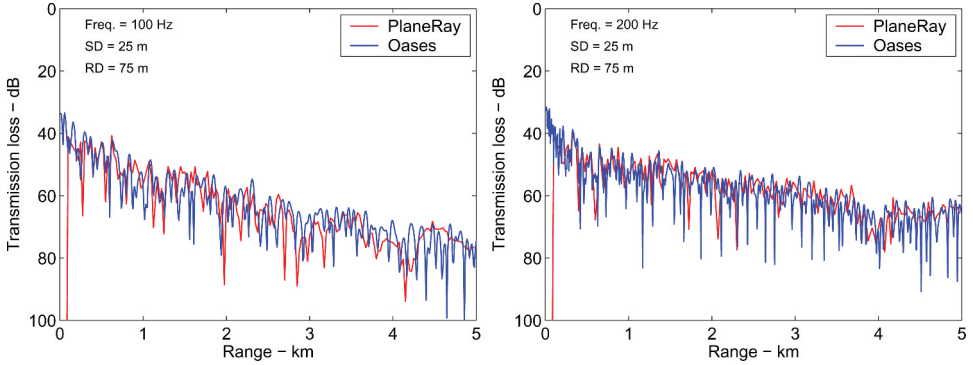 Freq. = 100 Hz
SD = 25 m
RD = 75 m
PlaneRay
Oases
0
20
40
60
80
100
Transmission loss – dB
0 1 2 3 4 5
Range – km
Freq. = 200 Hz
SD = 25 m
RD = 75 m
PlaneRay
Oases
0
20
40
60
80
100
Transmission loss – dB
0 1 2 3 4 5
Range – km